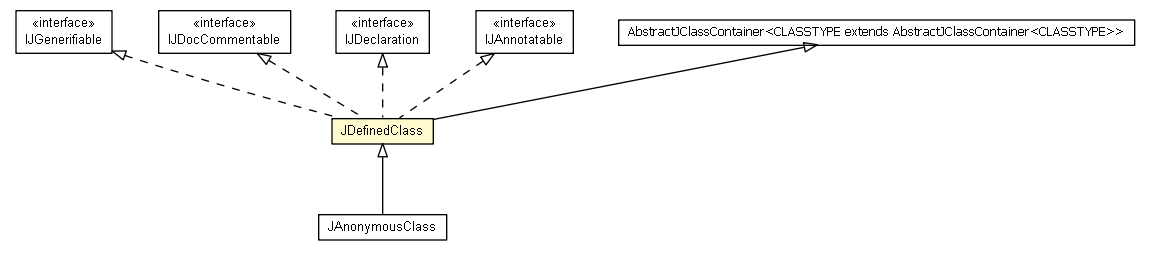 «interface»
IJGenerifiable
«interface»
IJDocCommentable
«interface»
IJDeclaration
«interface»
IJAnnotatable
AbstractJClassContainer<CLASSTYPE extends AbstractJClassContainer<CLASSTYPE>>
JDefinedClass
JAnonymousClass